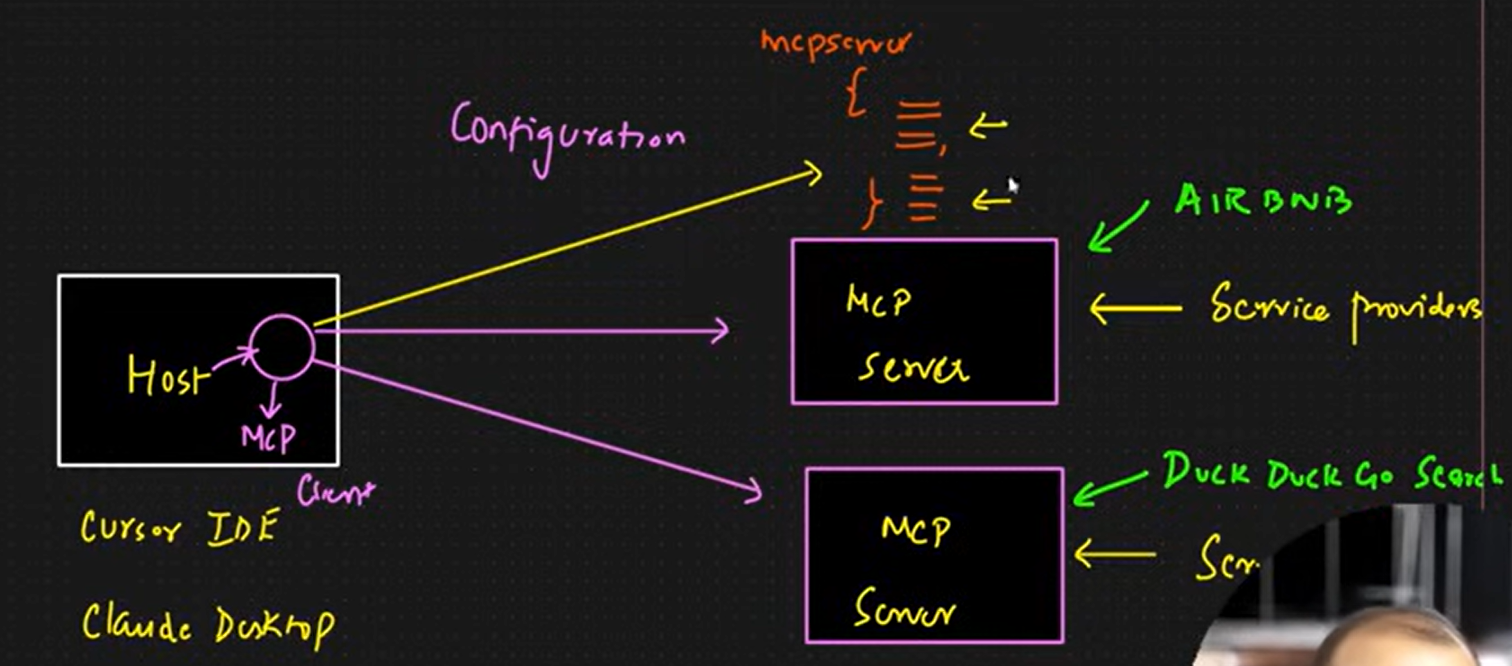 mcpserver
{
,
}
Configuration
AIRBNB
MCP
Server
Service providers
Host
MCP
Client
Cursor IDE
Claude Desktop
Duck Duck Go Search
MCP
Server